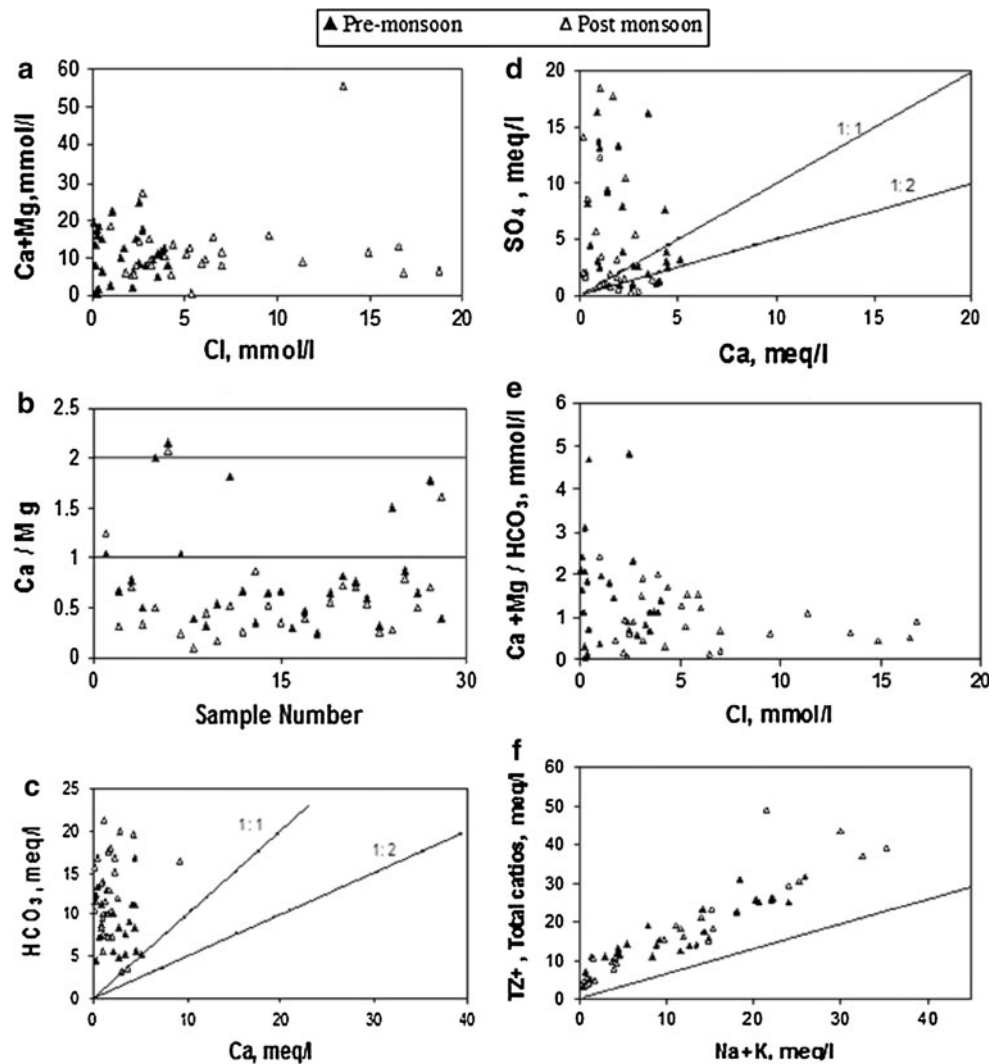 Pre-monsoon Post monsoon
a
Ca+Mg,mmol/l
60
50
40
30
20
10
0
0 5 10 15 20
Cl, mmol/l
d
SO4 , meq/l
20
15
10
5
0
1:1
1:2
0 5 10 15 20
Ca, meq/l
b
Ca / Mg
2.5
2
1.5
1
0.5
0
0 15 30
Sample Number
e
Ca +Mg / HCO3, mmol/l
6
5
4
3
2
1
0
0 5 10 15 20
Cl, mmol/l
c
HCO3, meq/l
25
20
15
10
5
0
1:1
1:2
0 10 20 30 40
Ca, meq/l
f
TZ+ , Total catios, meq/l
60
50
40
30
20
10
0
0 10 20 30 40
Na+K, meq/l